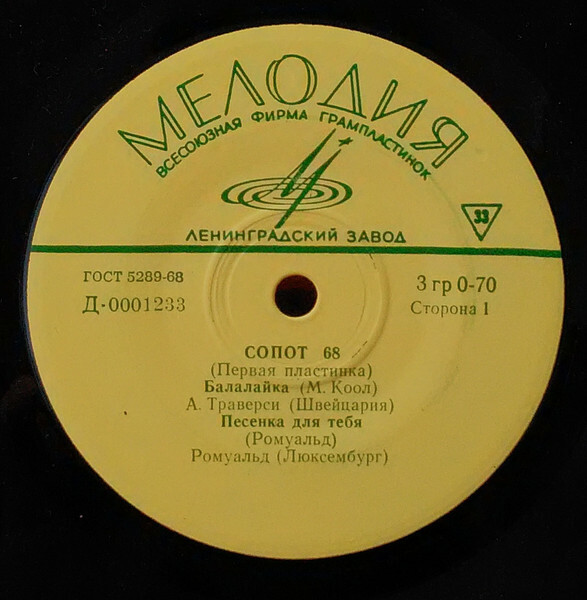 МЕЛОДИЯ
ВСЕСОЮЗНАЯ ФИРМА ГРАМПЛАСТИНОК
33
ЛЕНИНГРАДСКИЙ ЗАВОД
ГОСТ 5289-68
3 гр 0-70
Д-0001233
Сторона 1
СОПОТ 68
(Первая пластинка)
Балалайка (М. Коол)
А. Траверси (Швейцария)
Песенка для тебя
(Ромуальд)
Ромуальд (Люксембург)